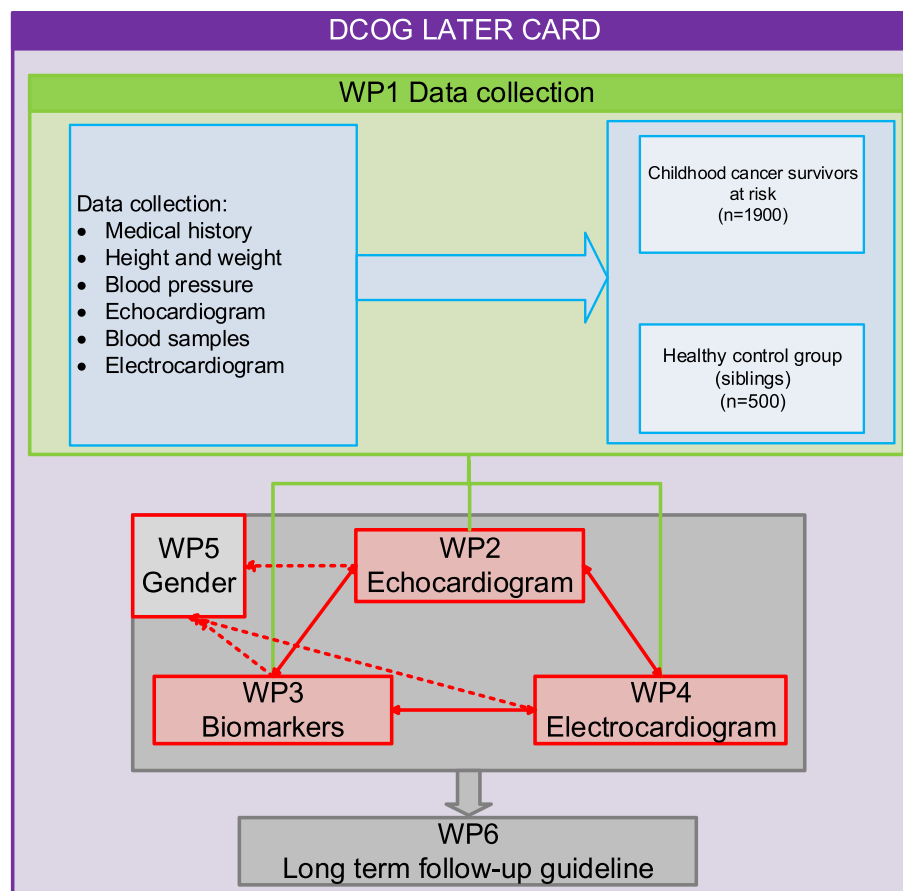 DCOG LATER CARD
WP1 Data collection
Data collection:
• Medical history
• Height and weight
• Blood pressure
• Echocardiogram
• Blood samples
• Electrocardiogram
Childhood cancer survivors
at risk
(n=1900)
Healthy control group
(siblings)
(n=500)
WP5
Gender
WP2
Echocardiogram
WP3
Biomarkers
WP4
Electrocardiogram
WP6
Long term follow-up guideline